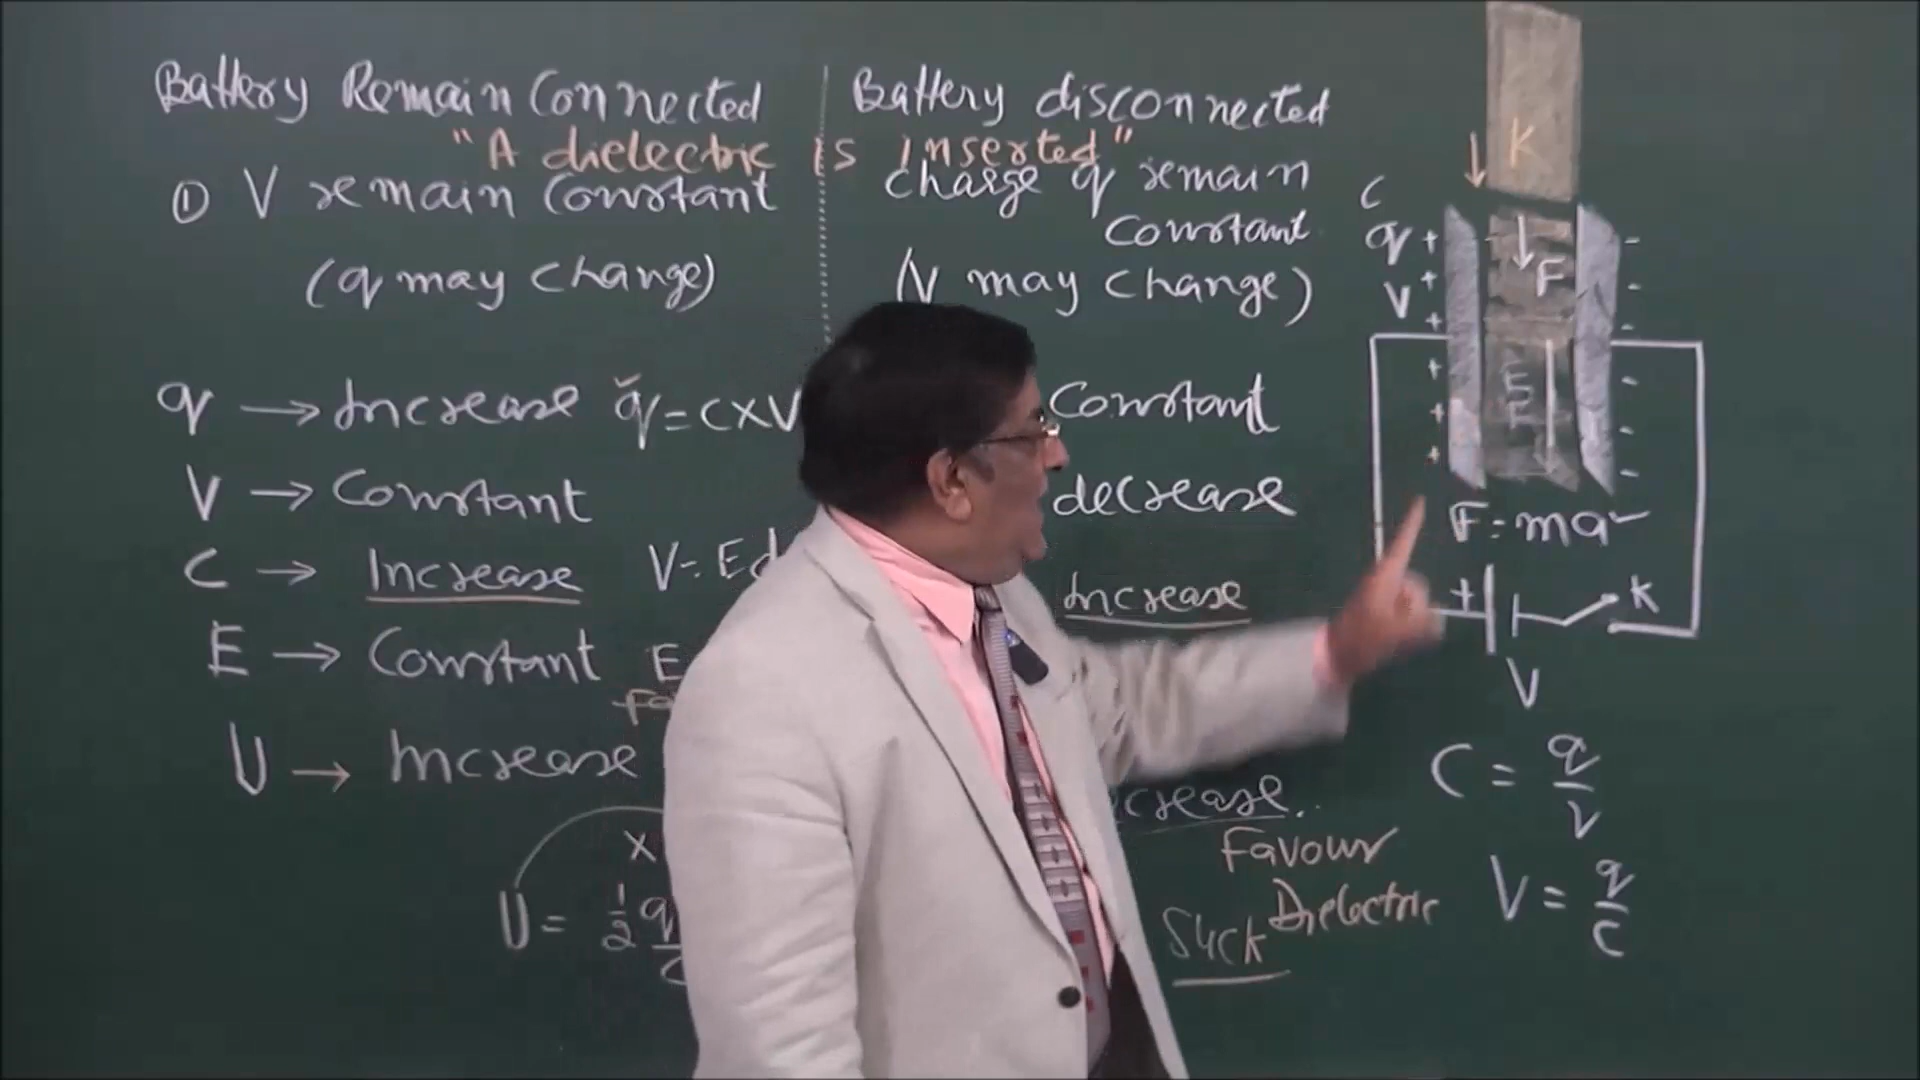 Battery Remain Connected
Battery disconnected
"A dielectric is inserted"
① V remain Constant
(q may change)
charge q remain
Constant
(V may change)
q → Increase q = C×V
V → Constant
C → Increase V = Ed
E → Constant E
U → Increase
×
U = 1/2 q
C
Constant
decrease
Increase
crease.
Favour
Suck Dielectric
K
C
q + -
V + -
+ -
+ -
+ -
+ -
F
E
F = ma
+ K
V
C = q/V
V = q/C